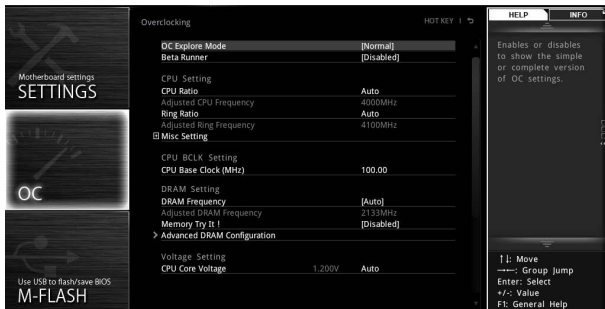 Overclocking
HOT KEY
HELP
INFO
Motherboard settings
SETTINGS
OC
Use USB to flash/save BIOS
M-FLASH
OC Explore Mode [Normal]
Beta Runner [Disabled]
CPU Setting
CPU Ratio Auto
Adjusted CPU Frequency 4000MHz
Ring Ratio Auto
Adjusted Ring Frequency 4100MHz
Misc Setting
CPU BCLK Setting
CPU Base Clock (MHz) 100.00
DRAM Setting
DRAM Frequency [Auto]
Adjusted DRAM Frequency 2133MHz
Memory Try It ! [Disabled]
Advanced DRAM Configuration
Voltage Setting
CPU Core Voltage 1.200V Auto
Enables or disables
to show the simple
or complete version
of OC settings.
↑↓: Move
→←: Group Jump
Enter: Select
+/-: Value
F1: General Help